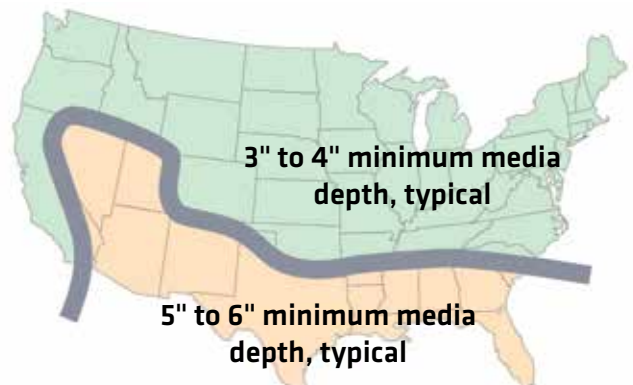 3" to 4" minimum media
depth, typical
5" to 6" minimum media
depth, typical